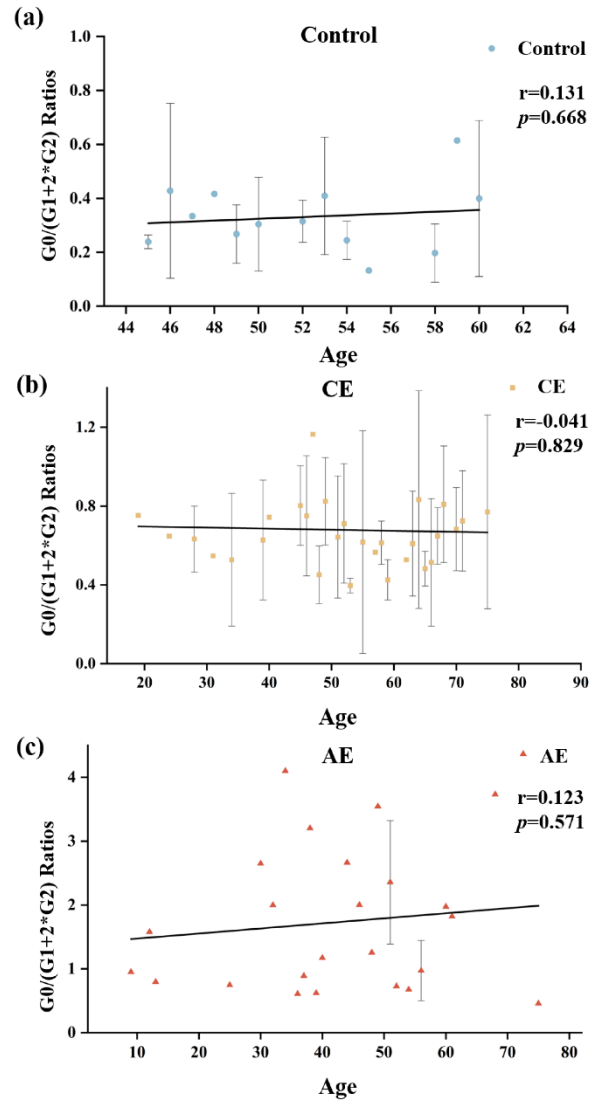 (a)
Control
Control
r=0.131
p=0.668
G0/(G1+2*G2) Ratios
1.0
0.8
0.6
0.4
0.2
0.0
44 46 48 50 52 54 56 58 60 62 64
Age
(b)
CE
CE
r=-0.041
p=0.829
G0/(G1+2*G2) Ratios
1.2
0.8
0.4
0.0
20 30 40 50 60 70 80 90
Age
(c)
AE
AE
r=0.123
p=0.571
G0/(G1+2*G2) Ratios
4
3
2
1
0
10 20 30 40 50 60 70 80
Age